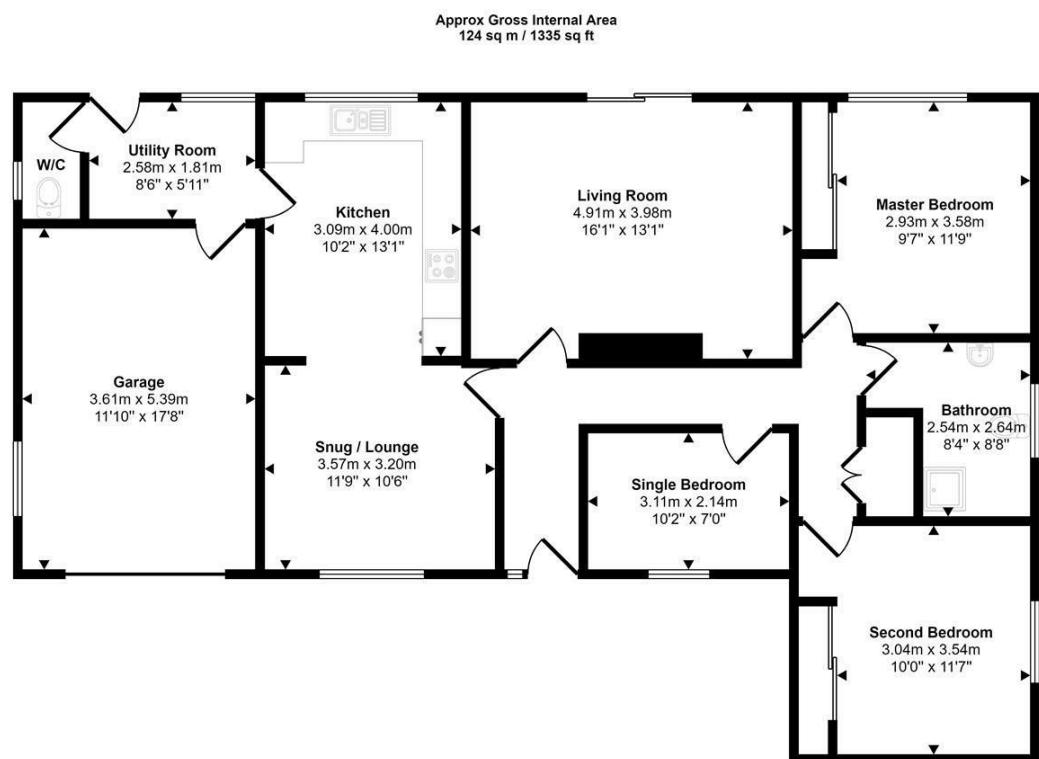 Approx Gross Internal Area
124 sq m / 1335 sq ft
W/C
Utility Room
2.58m x 1.81m
8'6" x 5'11"
Kitchen
3.09m x 4.00m
10'2" x 13'1"
Living Room
4.91m x 3.98m
16'1" x 13'1"
Master Bedroom
2.93m x 3.58m
9'7" x 11'9"
Garage
3.61m x 5.39m
11'10" x 17'8"
Snug / Lounge
3.57m x 3.20m
11'9" x 10'6"
Single Bedroom
3.11m x 2.14m
10'2" x 7'0"
Bathroom
2.54m x 2.64m
8'4" x 8'8"
Second Bedroom
3.04m x 3.54m
10'0" x 11'7"